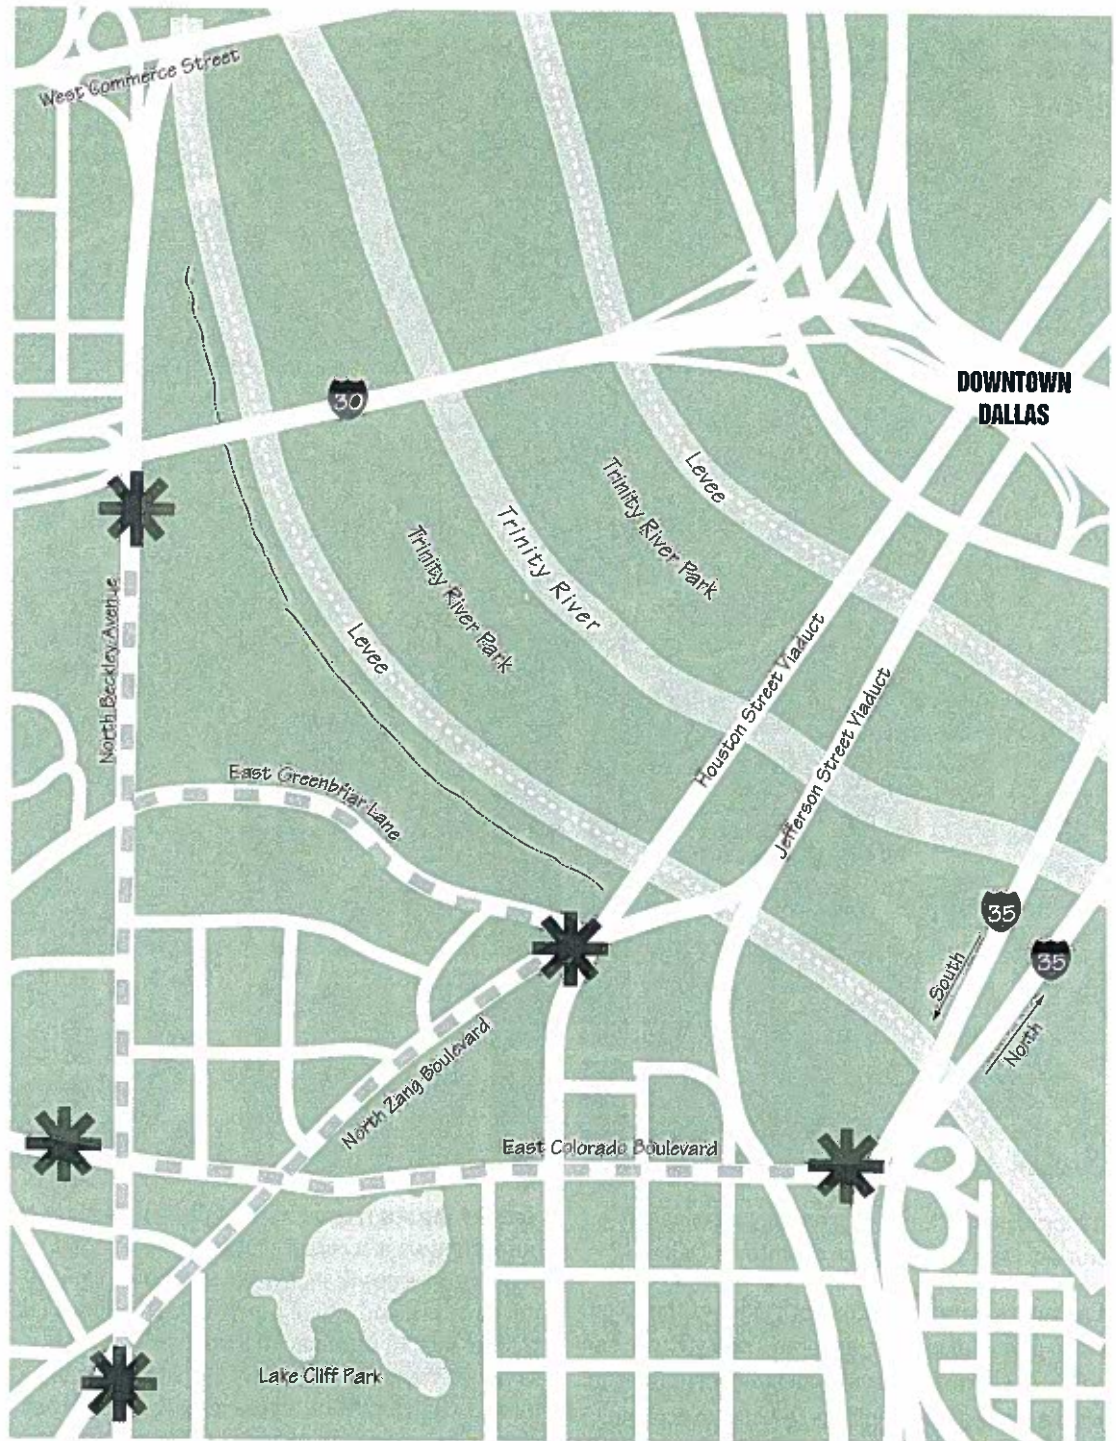 West Commerce Street
30
DOWNTOWN
DALLAS
Levee
Trinity River Park
Trinity River
Trinity River Park
North Beckley Avenue
Levee
Houston Street Viaduct
Jefferson Street Viaduct
East Greenbriar Lane
35
35
South
North
North Zang Boulevard
East Colorado Boulevard
Lake Cliff Park